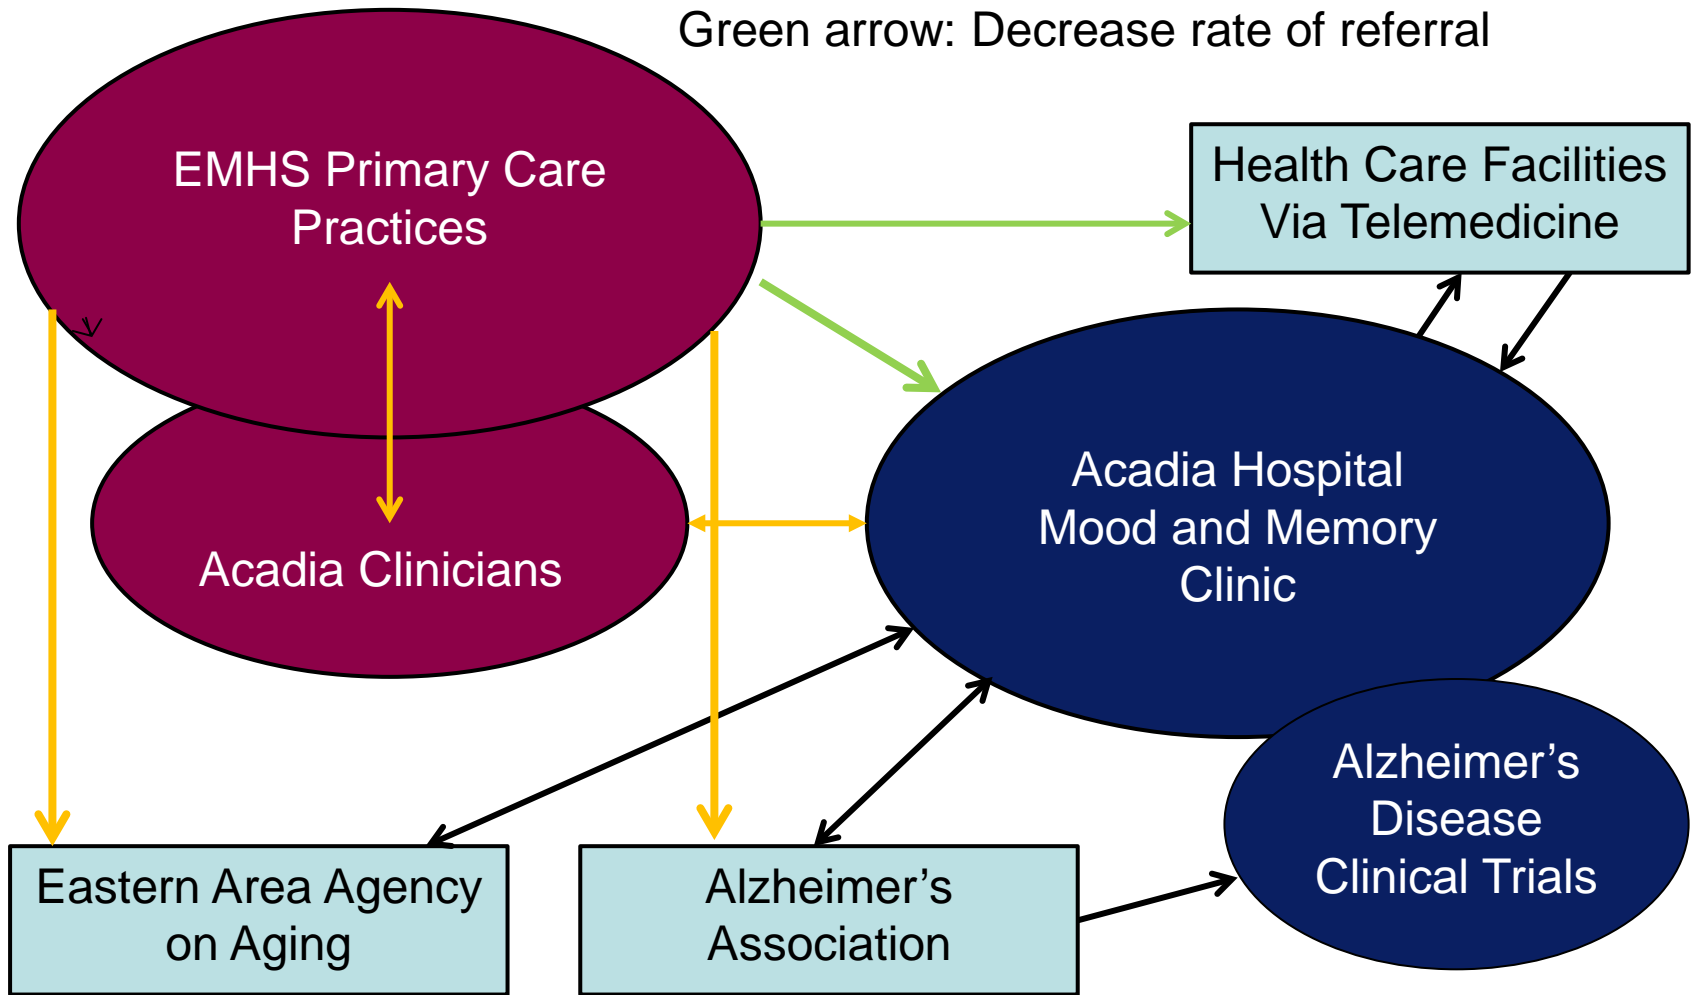 Green arrow: Decrease rate of referral
EMHS Primary Care
Practices
Health Care Facilities
Via Telemedicine
Acadia Clinicians
Acadia Hospital
Mood and Memory
Clinic
Alzheimer’s
Disease
Clinical Trials
Eastern Area Agency
on Aging
Alzheimer’s
Association